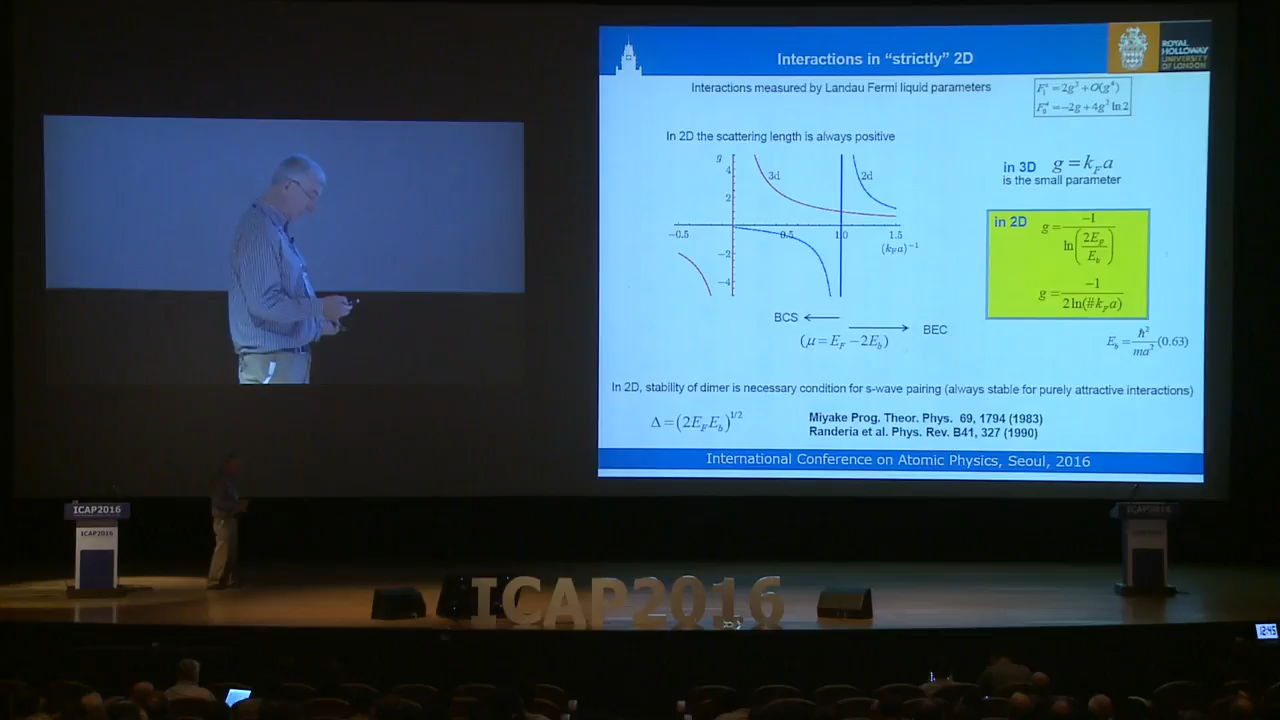 Interactions in “strictly” 2D
ROYAL
HOLLOWAY
UNIVERSITY
OF LONDON
Interactions measured by Landau Fermi liquid parameters
F₁ˢ = 2g² + O(g⁴)
F₀ᵃ = −2g + 4g² ln 2
In 2D the scattering length is always positive
g
4
2
−2
−4
3d
2d
−0.5
0.5
1.0
1.5
(k_F a)⁻¹
in 3D g = k_F a
is the small parameter
in 2D g = −1 / ln(2E_F / E_b)
g = −1 / 2 ln(#k_F a)
BCS
BEC
(μ = E_F − 2E_b)
E_b = ħ² / ma² (0.63)
In 2D, stability of dimer is necessary condition for s-wave pairing (always stable for purely attractive interactions)
Δ = (2E_F E_b)^1/2
Miyake Prog. Theor. Phys. 69, 1794 (1983)
Randeria et al. Phys. Rev. B41, 327 (1990)
International Conference on Atomic Physics, Seoul, 2016
ICAP2016
ICAP2016
ICAP2016
ICAP2016
12:45